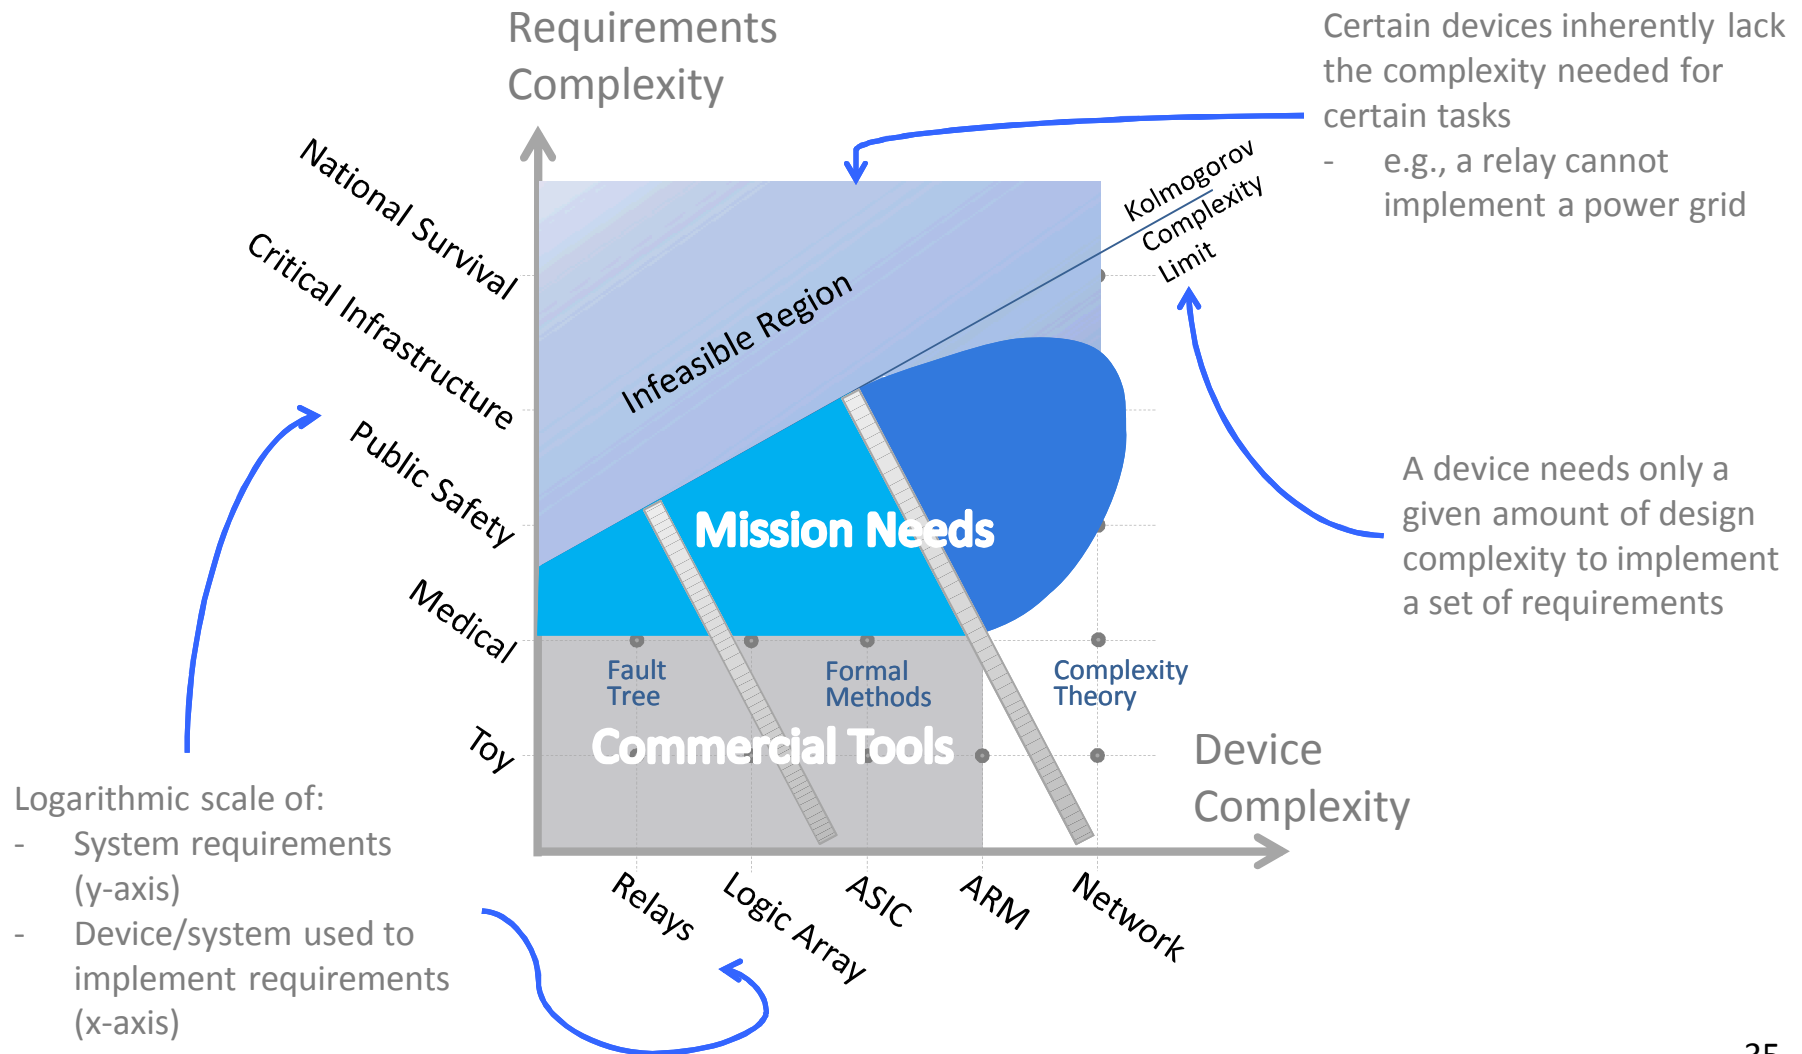 Requirements
Complexity
Certain devices inherently lack
the complexity needed for
certain tasks
- e.g., a relay cannot
implement a power grid
National Survival
Critical Infrastructure
Public Safety
Medical
Toy
Kolmogorov
Complexity
Limit
Infeasible Region
Mission Needs
A device needs only a
given amount of design
complexity to implement
a set of requirements
Fault
Tree
Formal
Methods
Complexity
Theory
Commercial Tools
Device
Complexity
Logarithmic scale of:
- System requirements
(y-axis)
- Device/system used to
implement requirements
(x-axis)
Relays
Logic Array
ASIC
ARM
Network